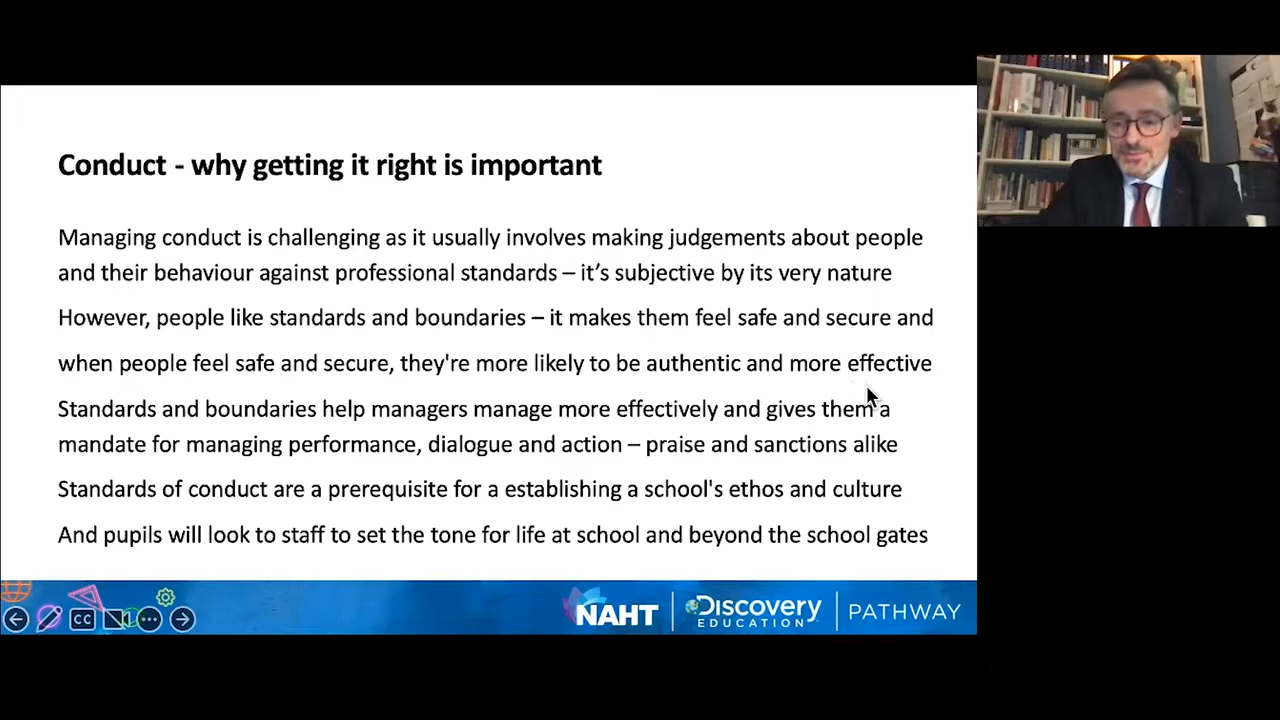 Conduct - why getting it right is important
Managing conduct is challenging as it usually involves making judgements about people
and their behaviour against professional standards – it's subjective by its very nature
However, people like standards and boundaries – it makes them feel safe and secure and
when people feel safe and secure, they're more likely to be authentic and more effective
Standards and boundaries help managers manage more effectively and gives them a
mandate for managing performance, dialogue and action – praise and sanctions alike
Standards of conduct are a prerequisite for a establishing a school's ethos and culture
And pupils will look to staff to set the tone for life at school and beyond the school gates
CC
NAHT
Discovery
EDUCATION
PATHWAY